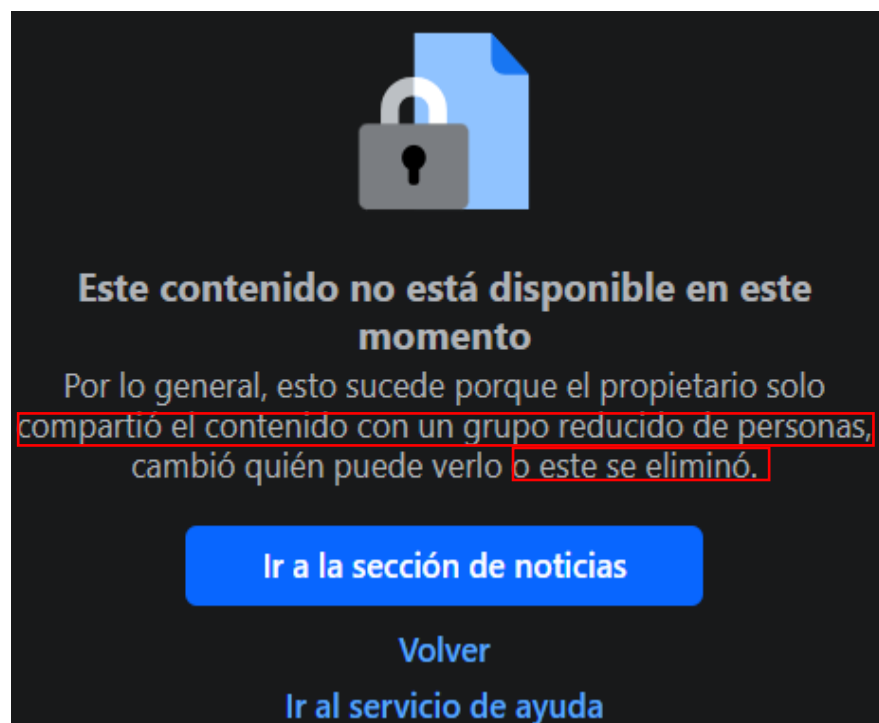 Este contenido no está disponible en este
momento
Por lo general, esto sucede porque el propietario solo
compartió el contenido con un grupo reducido de personas,
cambió quién puede verlo o este se eliminó.
Ir a la sección de noticias
Volver
Ir al servicio de ayuda